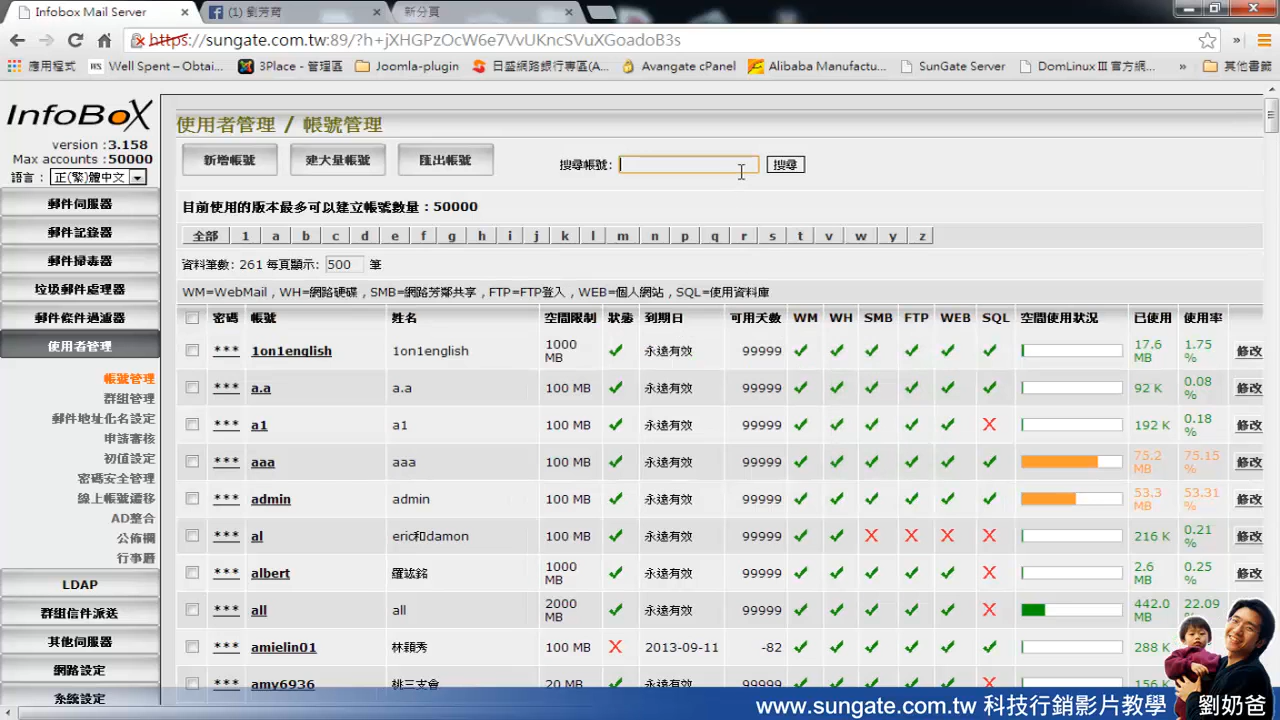 Infobox Mail Server
(1) 劉芳育
新分頁
https://sungate.com.tw:89/?h+jXHGPzOcW6e7VvUKncSVuXGoadoB3s
應用程式
Well Spent – Obtai...
3Place - 管理區
Joomla-plugin
日盛網路銀行專區(A...
Avangate cPanel
Alibaba Manufactu...
SunGate Server
DomLinux III 官方網...
»
其他書籤
InfoBoX
version : 3.158
Max accounts : 50000
語言 : 正(繁)體中文
郵件伺服器
郵件記錄器
郵件掃毒器
垃圾郵件處理器
郵件條件過濾器
使用者管理
帳號管理
群組管理
郵件地址化名設定
申請審核
初值設定
密碼安全管理
線上帳號遷移
AD整合
公佈欄
行事曆
LDAP
群組信件派送
其他伺服器
網路設定
系統設定
使用者管理 / 帳號管理
新增帳號 建大量帳號 匯出帳號 搜尋帳號: 搜尋
目前使用的版本最多可以建立帳號數量 : 50000
全部 1 a b c d e f g h i j k l m n p q r s t v w y z
資料筆數: 261 每頁顯示: 500 筆
WM=WebMail , WH=網路硬碟 , SMB=網路芳鄰共享 , FTP=FTP登入 , WEB=個人網站 , SQL=使用資料庫
密碼 帳號 姓名 空間限制 狀態 到期日 可用天數 WM WH SMB FTP WEB SQL 空間使用狀況 已使用 使用率
*** 1on1english 1on1english 1000 MB 永遠有效 99999 17.6 MB 1.75 % 修改
*** a.a a.a 100 MB 永遠有效 99999 92 K 0.08 % 修改
*** a1 a1 100 MB 永遠有效 99999 X 192 K 0.18 % 修改
*** aaa aaa 100 MB 永遠有效 99999 75.2 MB 75.15 % 修改
*** admin admin 100 MB 永遠有效 99999 X 53.3 MB 53.31 % 修改
*** al eric和damon 100 MB 永遠有效 99999 X X X X 216 K 0.21 % 修改
*** albert 羅竑銘 1000 MB 永遠有效 99999 X 2.6 MB 0.25 % 修改
*** all all 2000 MB 永遠有效 99999 X 442.0 MB 22.09
*** amielin01 林穎秀 100 MB X 2013-09-11 -82 X 288 K
*** amy6936 桃三支會 20 MB 永遠有效 99999 156 K
www.sungate.com.tw 科技行銷影片教學
劉奶爸